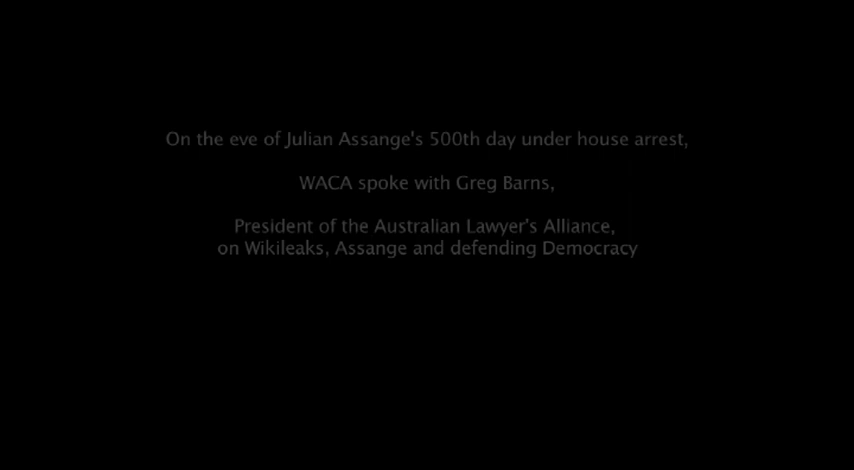 On the eve of Julian Assange's 500th day under house arrest,
WACA spoke with Greg Barns,
President of the Australian Lawyer's Alliance,
on Wikileaks, Assange and defending Democracy